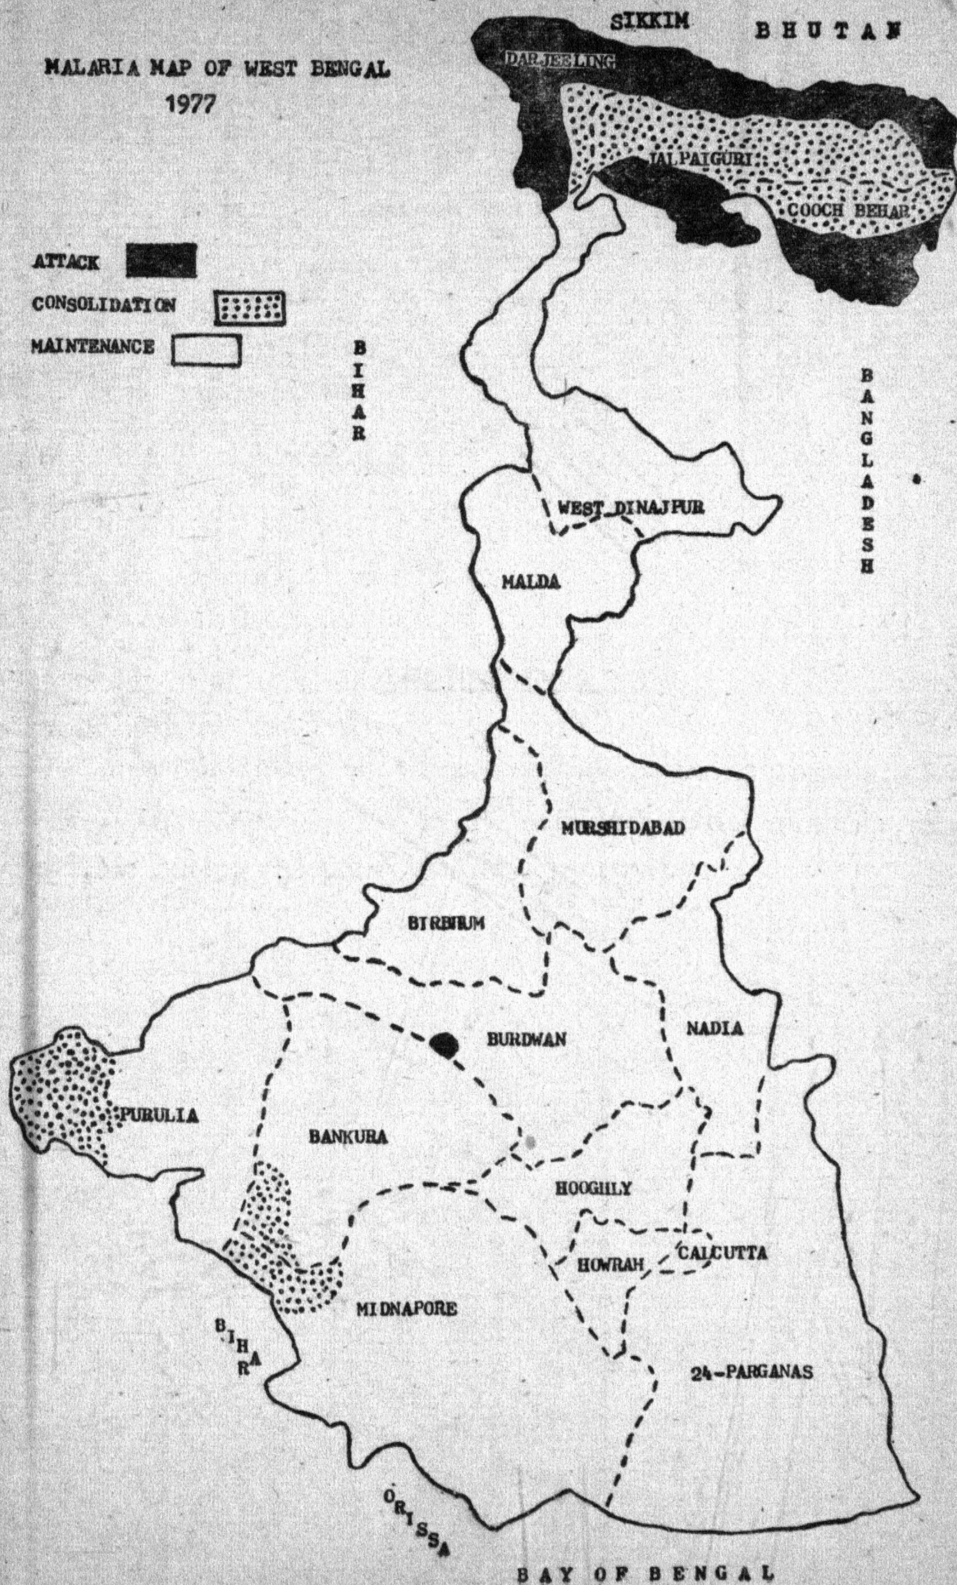 SIKKIM
BHUTAN
MALARIA MAP OF WEST BENGAL
1977
DARJEELING
JALPAIGURI
COOCH BEHAR
ATTACK
CONSOLIDATION
MAINTENANCE
BIHAR
BANGLADESH
WEST DINAJPUR
MALDA
MURSHIDABAD
BIRBHUM
BURDWAN
NADIA
PURULIA
BANKURA
HOOGHLY
HOWRAH
CALCUTTA
MIDNAPORE
BIHAR
24-PARGANAS
ORISSA
BAY OF BENGAL